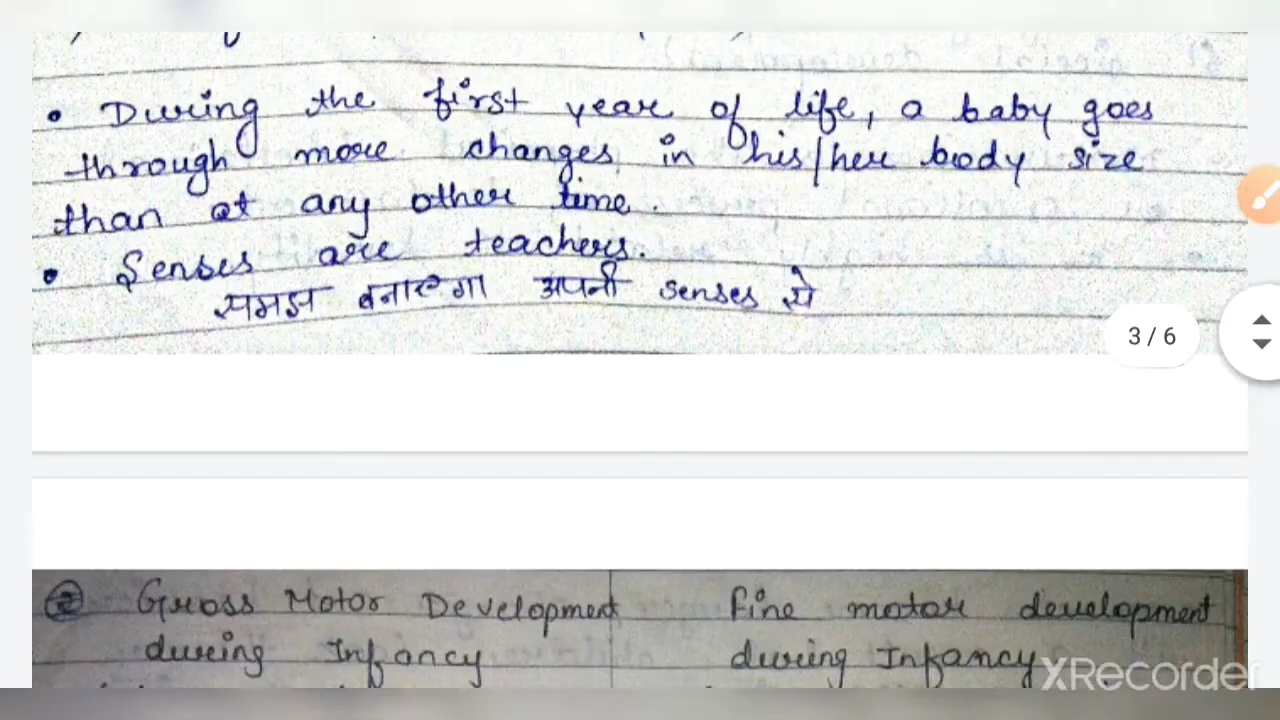 • During the first year of life, a baby goes
through more changes in his/her body size
than at any other time.
• Senses are teachers.
समझ बनाएगा अपनी senses से
3 / 6
② Gross Motor Development
during Infancy
Fine motor development
during Infancy
XRecorder